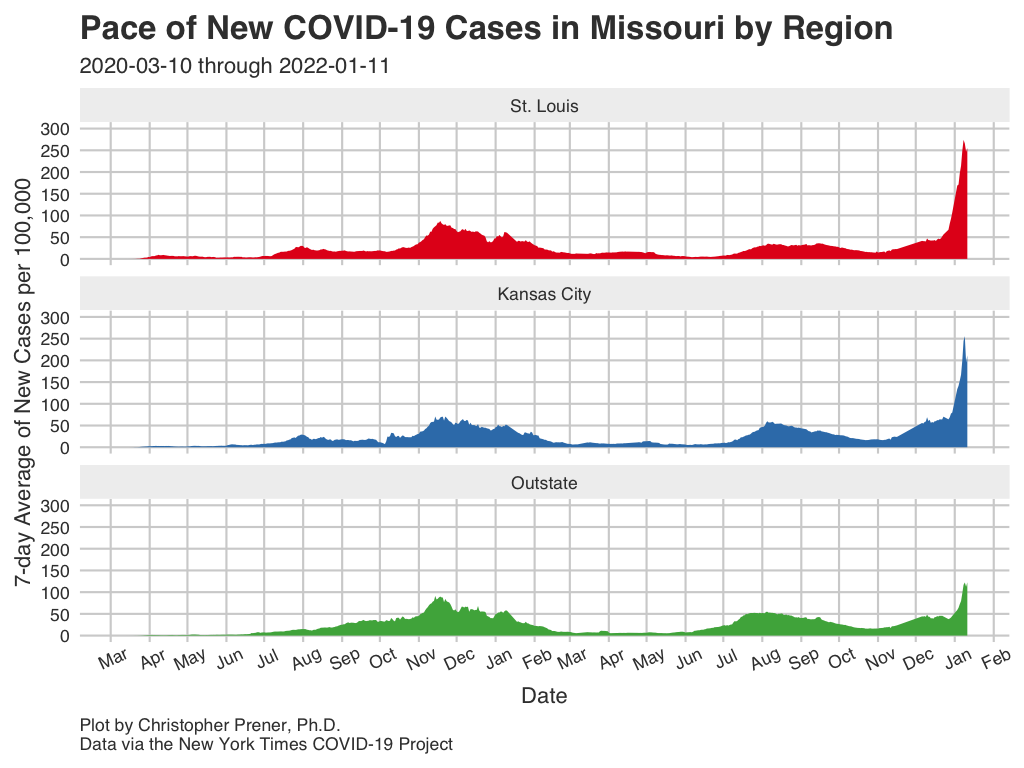 Pace of New COVID-19 Cases in Missouri by Region
2020-03-10 through 2022-01-11
7-day Average of New Cases per 100,000
St. Louis
300
250
200
150
100
50
0
Kansas City
300
250
200
150
100
50
0
Outstate
300
250
200
150
100
50
0
Mar Apr May Jun Jul Aug Sep Oct Nov Dec Jan Feb Mar Apr May Jun Jul Aug Sep Oct Nov Dec Jan Feb
Date
Plot by Christopher Prener, Ph.D.
Data via the New York Times COVID-19 Project